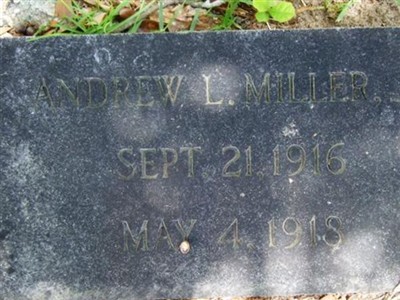 ANDREW L. MILLER,
SEPT. 21. 1916
MAY 4. 1918